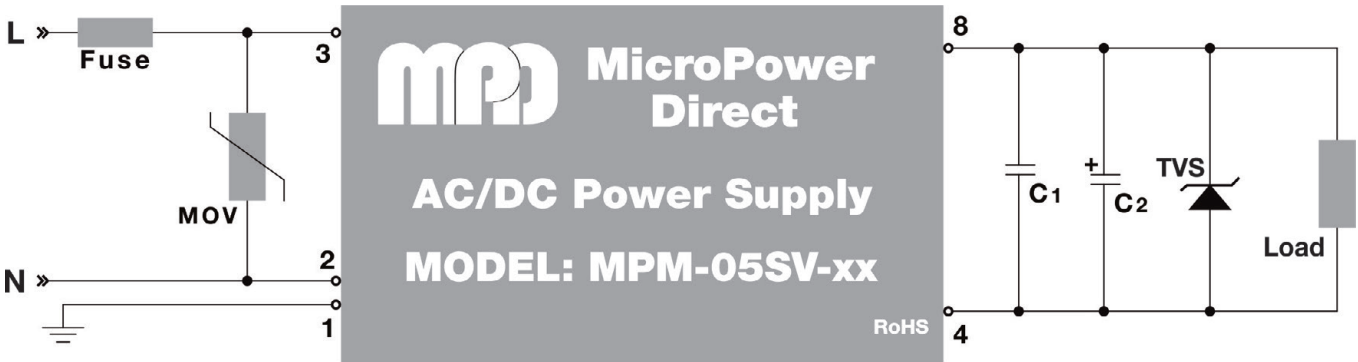 L
Fuse
MOV
N
3
2
1
MPD
MicroPower
Direct
AC/DC Power Supply
MODEL: MPM-05SV-xx
RoHS
8
4
C1
+
C2
TVS
Load